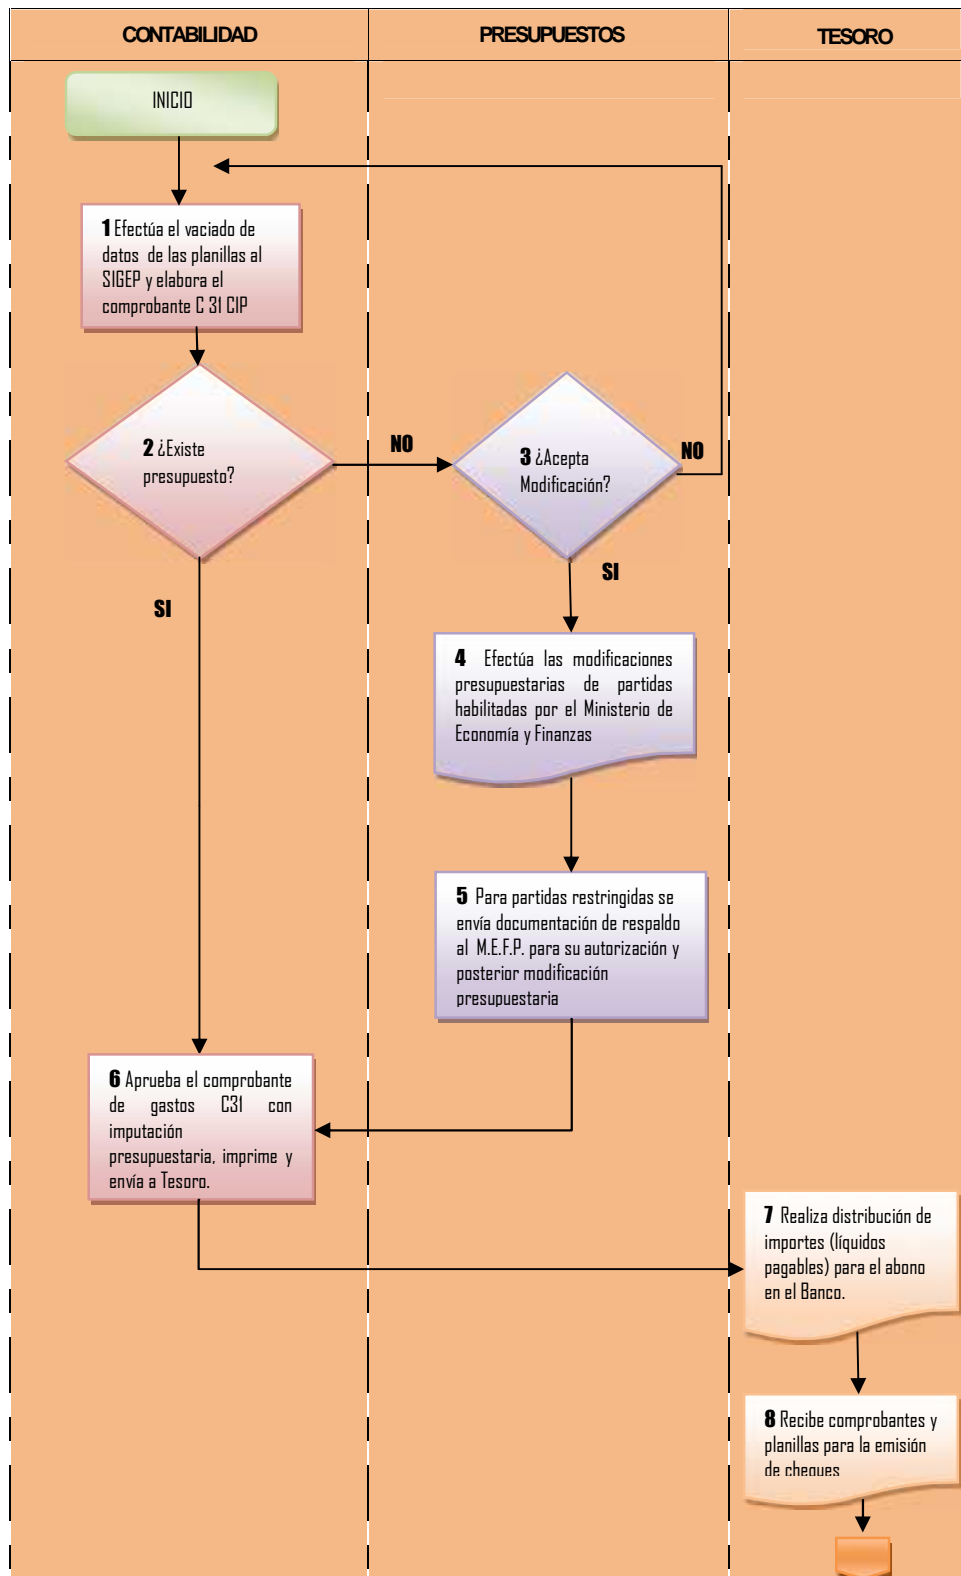 CONTABILIDAD
PRESUPUESTOS
TESORO
INICIO
1 Efectúa el vaciado de
datos de las planillas al
SIGEP y elabora el
comprobante C 31 CIP
2 ¿Existe
presupuesto?
NO
3 ¿Acepta
Modificación?
NO
SI
SI
4 Efectúa las modificaciones
presupuestarias de partidas
habilitadas por el Ministerio de
Economía y Finanzas
5 Para partidas restringidas se
envía documentación de respaldo
al M.E.F.P. para su autorización y
posterior modificación
presupuestaria
6 Aprueba el comprobante
de gastos C31 con
imputación
presupuestaria, imprime y
envía a Tesoro.
7 Realiza distribución de
importes (líquidos
pagables) para el abono
en el Banco.
8 Recibe comprobantes y
planillas para la emisión
de cheques